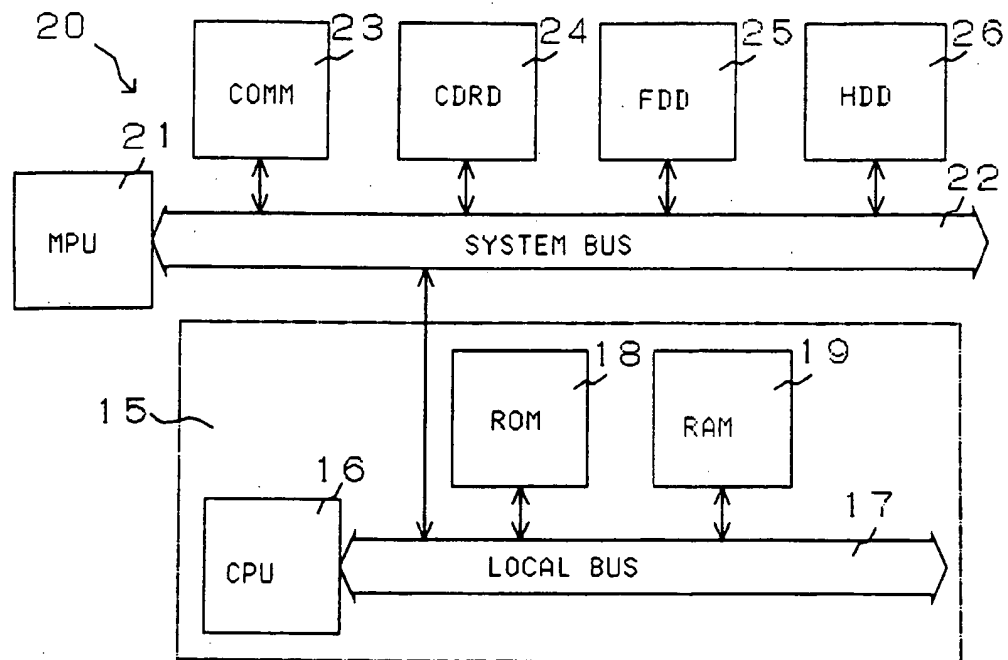 20
23
24
25
26
COMM
CDRD
FDD
HDD
21
22
MPU
SYSTEM BUS
18
19
15
ROM
RAM
16
17
CPU
LOCAL BUS